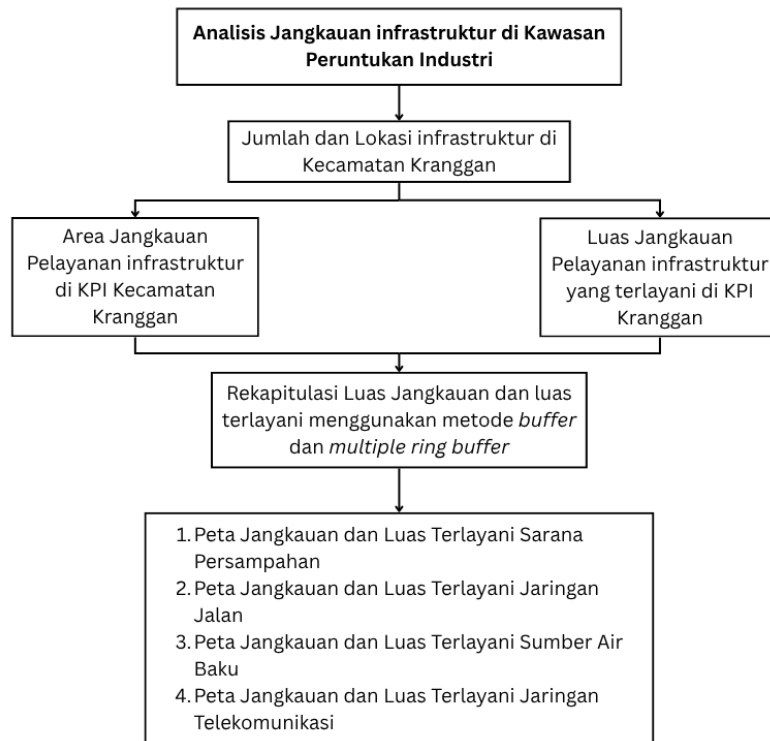 Analisis Jangkauan infrastruktur di Kawasan
Peruntukan Industri
Jumlah dan Lokasi infrastruktur di
Kecamatan Kranggan
Area Jangkauan
Pelayanan infrastruktur
di KPI Kecamatan
Kranggan
Luas Jangkauan
Pelayanan infrastruktur
yang terlayani di KPI
Kranggan
Rekapitulasi Luas Jangkauan dan luas
terlayani menggunakan metode buffer
dan multiple ring buffer
1. Peta Jangkauan dan Luas Terlayani Sarana
Persampahan
2. Peta Jangkauan dan Luas Terlayani Jaringan
Jalan
3. Peta Jangkauan dan Luas Terlayani Sumber Air
Baku
4. Peta Jangkauan dan Luas Terlayani Jaringan
Telekomunikasi